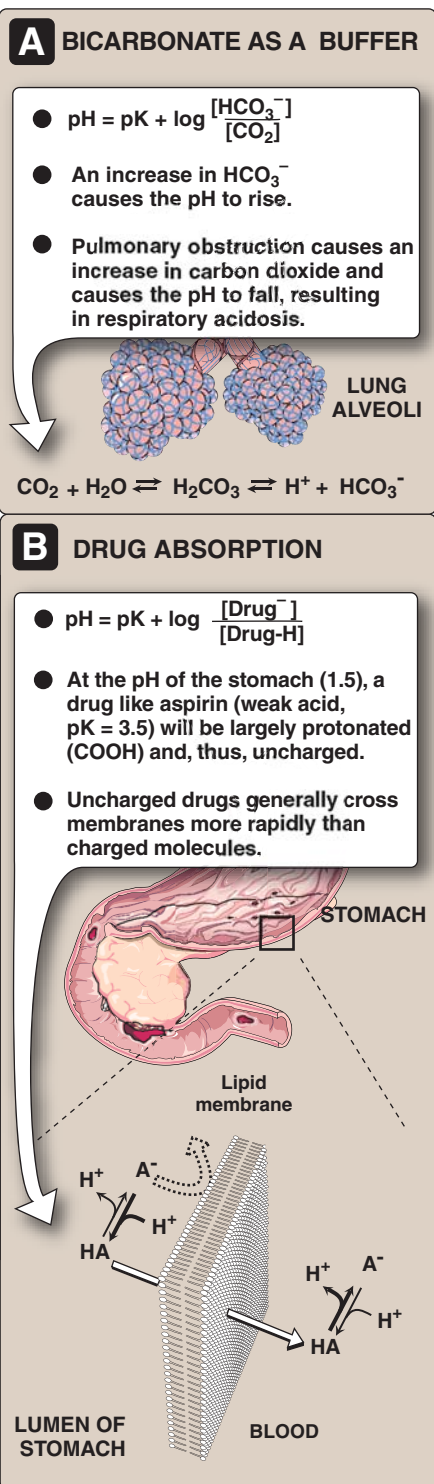 A BICARBONATE AS A BUFFER
● pH = pK + log [HCO₃⁻] / [CO₂]
● An increase in HCO₃⁻
causes the pH to rise.
● Pulmonary obstruction causes an
increase in carbon dioxide and
causes the pH to fall, resulting
in respiratory acidosis.
LUNG
ALVEOLI
CO₂ + H₂O ⇌ H₂CO₃ ⇌ H⁺ + HCO₃⁻
B DRUG ABSORPTION
● pH = pK + log [Drug⁻] / [Drug-H]
● At the pH of the stomach (1.5), a
drug like aspirin (weak acid,
pK = 3.5) will be largely protonated
(COOH) and, thus, uncharged.
● Uncharged drugs generally cross
membranes more rapidly than
charged molecules.
STOMACH
Lipid
membrane
H⁺ A⁻
H⁺
HA
H⁺ A⁻
H⁺
HA
LUMEN OF
STOMACH
BLOOD